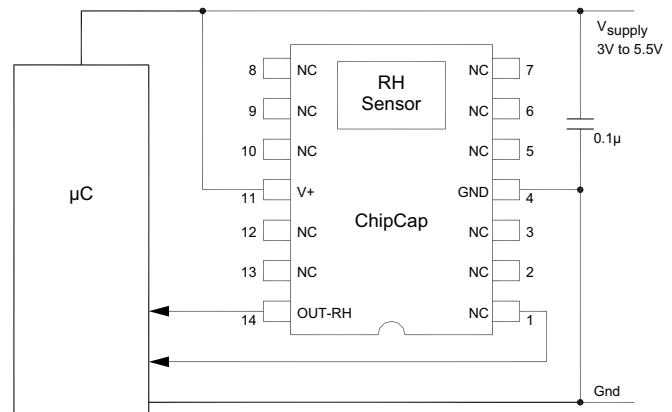 Vsupply
3V to 5.5V
8 NC
RH
Sensor
NC 7
9 NC
NC 6
10 NC
NC 5
0.1µ
µC
11 V+
GND 4
ChipCap
12 NC
NC 3
13 NC
NC 2
14 OUT-RH
NC 1
Gnd